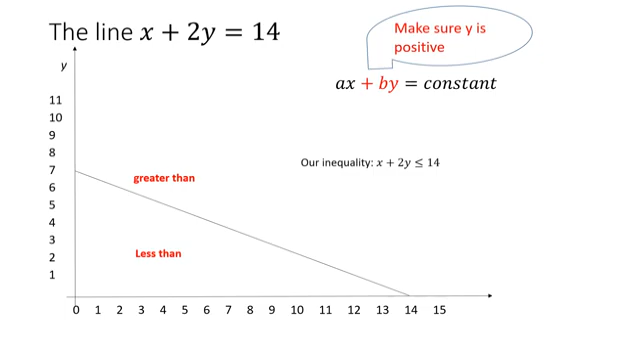 The line x + 2y = 14
Make sure y is
positive
y
ax + by = constant
11
10
9
8
7
6
5
4
3
2
1
Our inequality: x + 2y ≤ 14
greater than
Less than
0 1 2 3 4 5 6 7 8 9 10 11 12 13 14 15